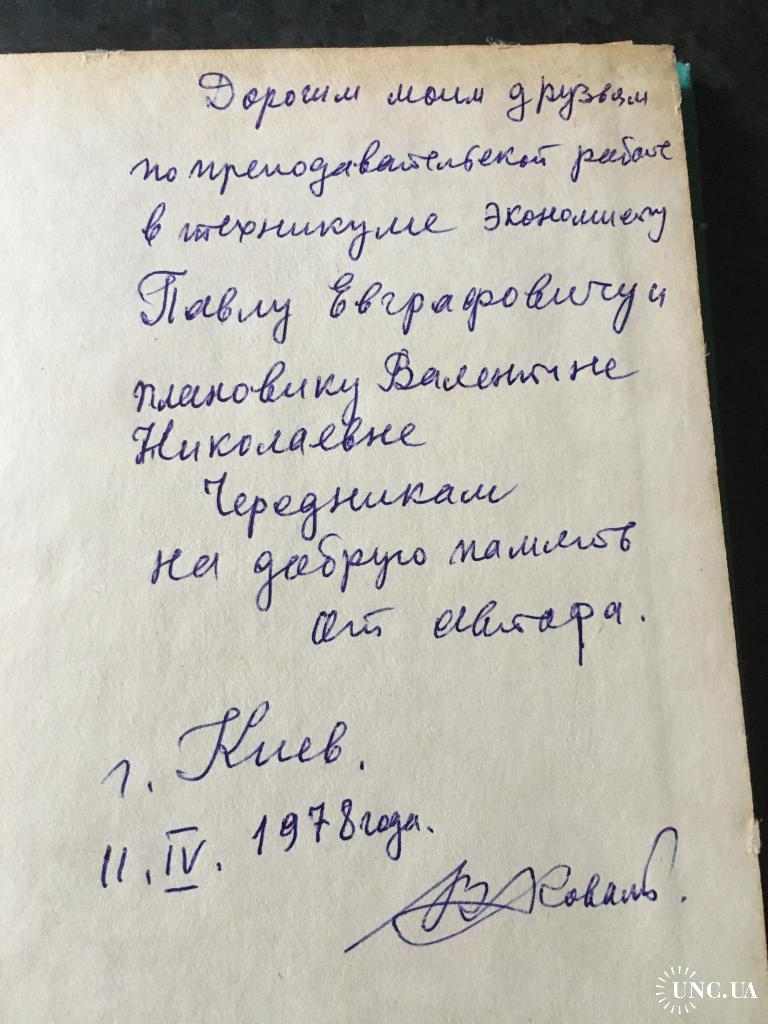 Дорогим моим друзьям
по преподавательской работе
в техникуме экономисту
Павлу Евграфовичу и
плановику Валентине
Николаевне
Чередникам
на добрую память
от автора.
г. Киев.
11. IV. 1978 года.
В Коваль.
UNC.UA